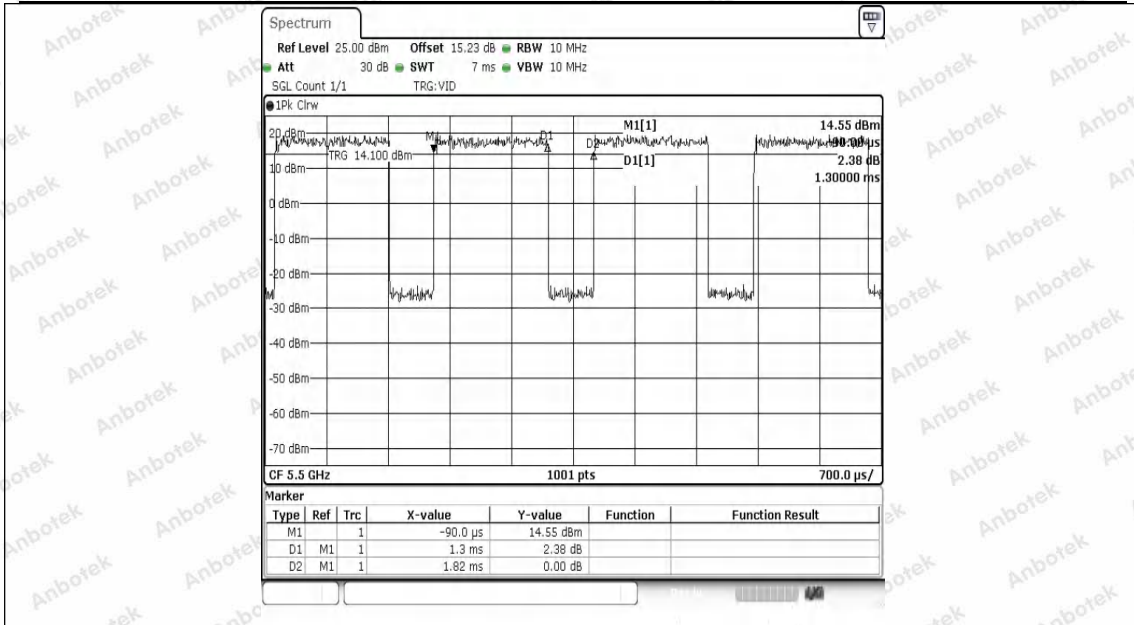 Spectrum
Ref Level 25.00 dBm Offset 15.23 dB RBW 10 MHz
Att 30 dB SWT 7 ms VBW 10 MHz
SGL Count 1/1 TRG:VID
1Pk Clrw
M1[1] 14.55 dBm
-90.00 µs
D1[1] 2.38 dB
1.30000 ms
20 dBm
M1
D1
D2
TRG 14.100 dBm
10 dBm
0 dBm
-10 dBm
-20 dBm
-30 dBm
-40 dBm
-50 dBm
-60 dBm
-70 dBm
CF 5.5 GHz 1001 pts 700.0 µs/
Marker
Type Ref Trc X-value Y-value Function Function Result
M1 1 -90.0 µs 14.55 dBm
D1 M1 1 1.3 ms 2.38 dB
D2 M1 1 1.82 ms 0.00 dB
Anbotek